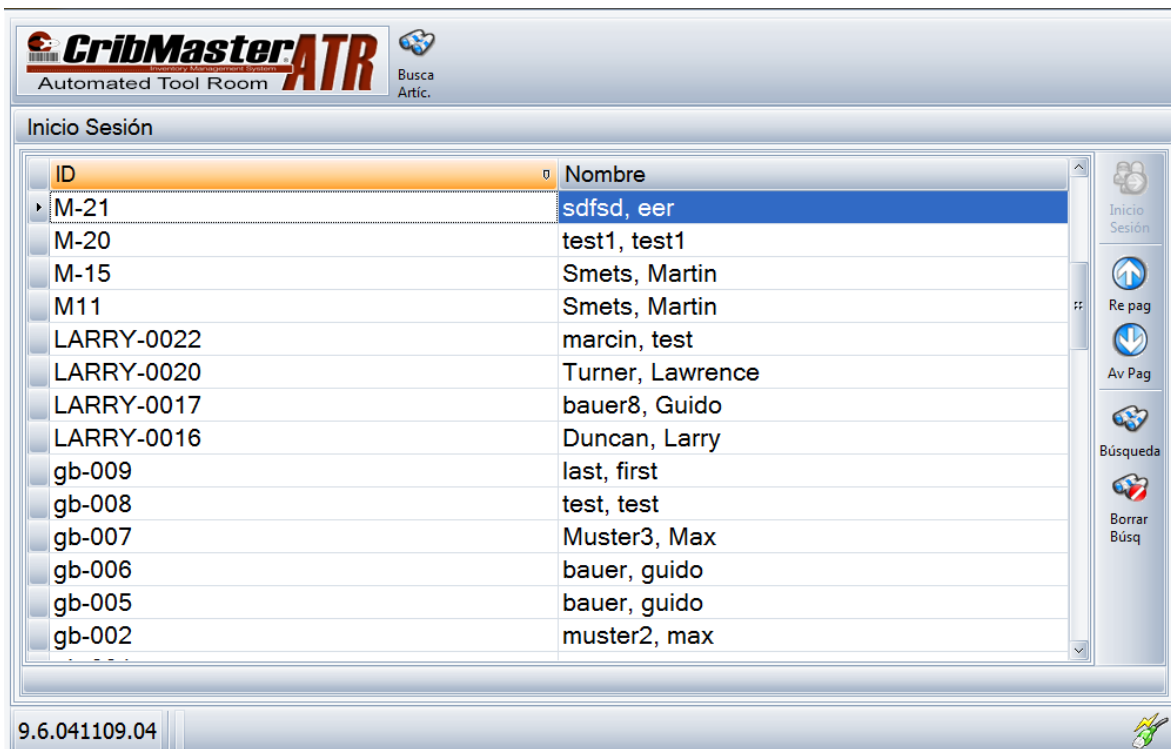 CribMaster ATR
Inventory Management System
Automated Tool Room
Busca
Artíc.
Inicio Sesión
ID Nombre
M-21 sdfsd, eer
M-20 test1, test1
M-15 Smets, Martin
M11 Smets, Martin
LARRY-0022 marcin, test
LARRY-0020 Turner, Lawrence
LARRY-0017 bauer8, Guido
LARRY-0016 Duncan, Larry
gb-009 last, first
gb-008 test, test
gb-007 Muster3, Max
gb-006 bauer, guido
gb-005 bauer, guido
gb-002 muster2, max
Inicio
Sesión
Re pag
Av Pag
Búsqueda
Borrar
Búsq
9.6.041109.04